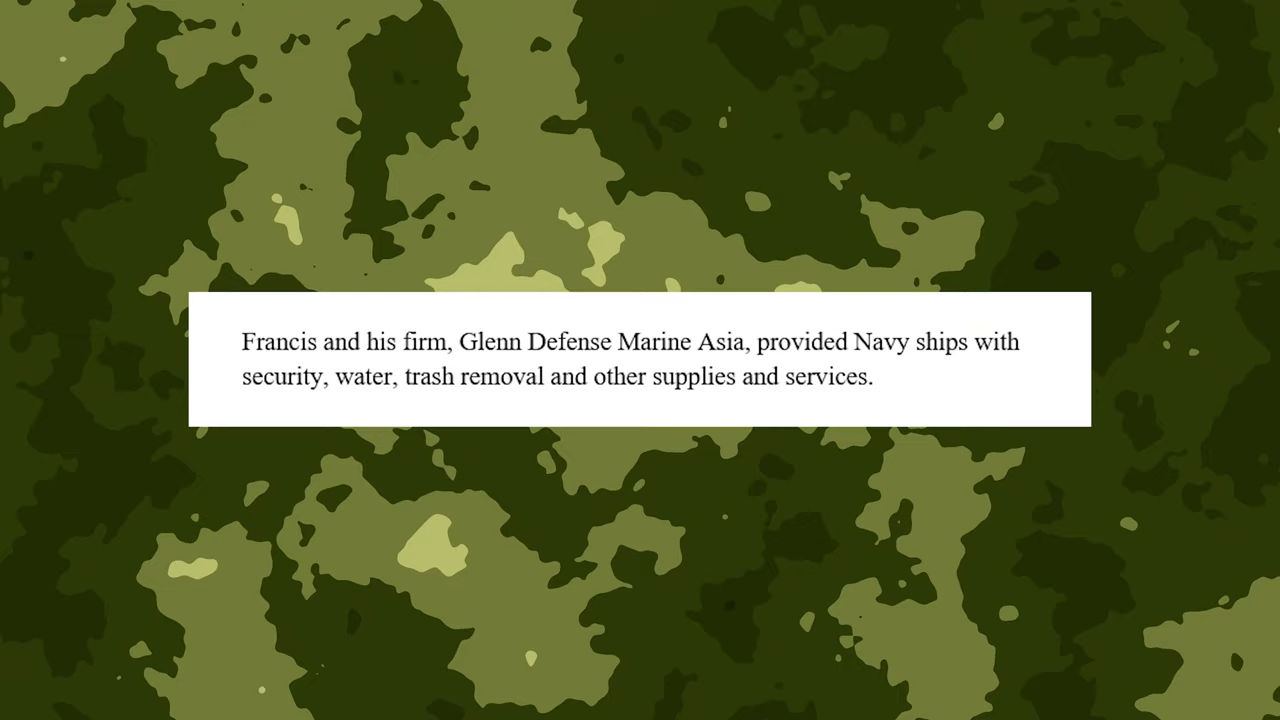 Francis and his firm, Glenn Defense Marine Asia, provided Navy ships with
security, water, trash removal and other supplies and services.